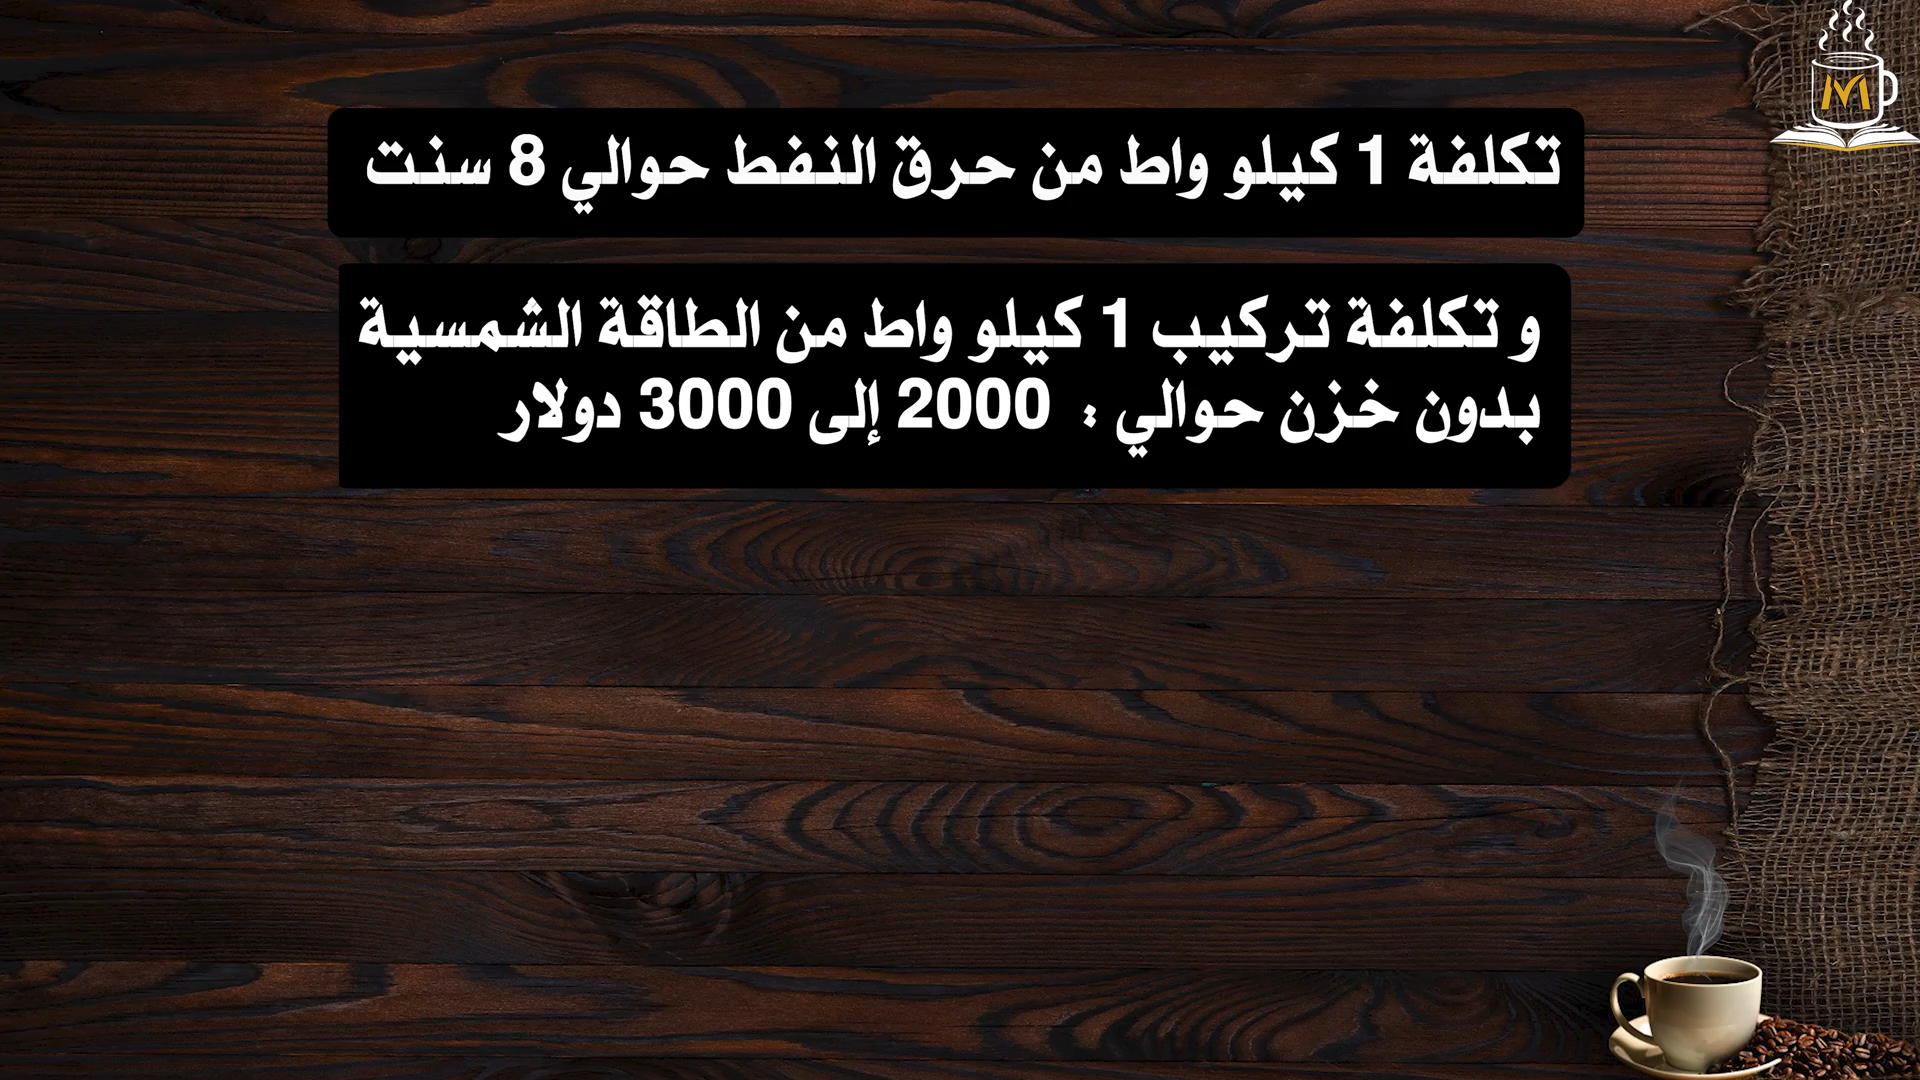 تكلفة 1 كيلو واط من حرق النفط حوالي 8 سنت
و تكلفة تركيب 1 كيلو واط من الطاقة الشمسية
بدون خزن حوالي : 2000 إلى 3000 دولار
M